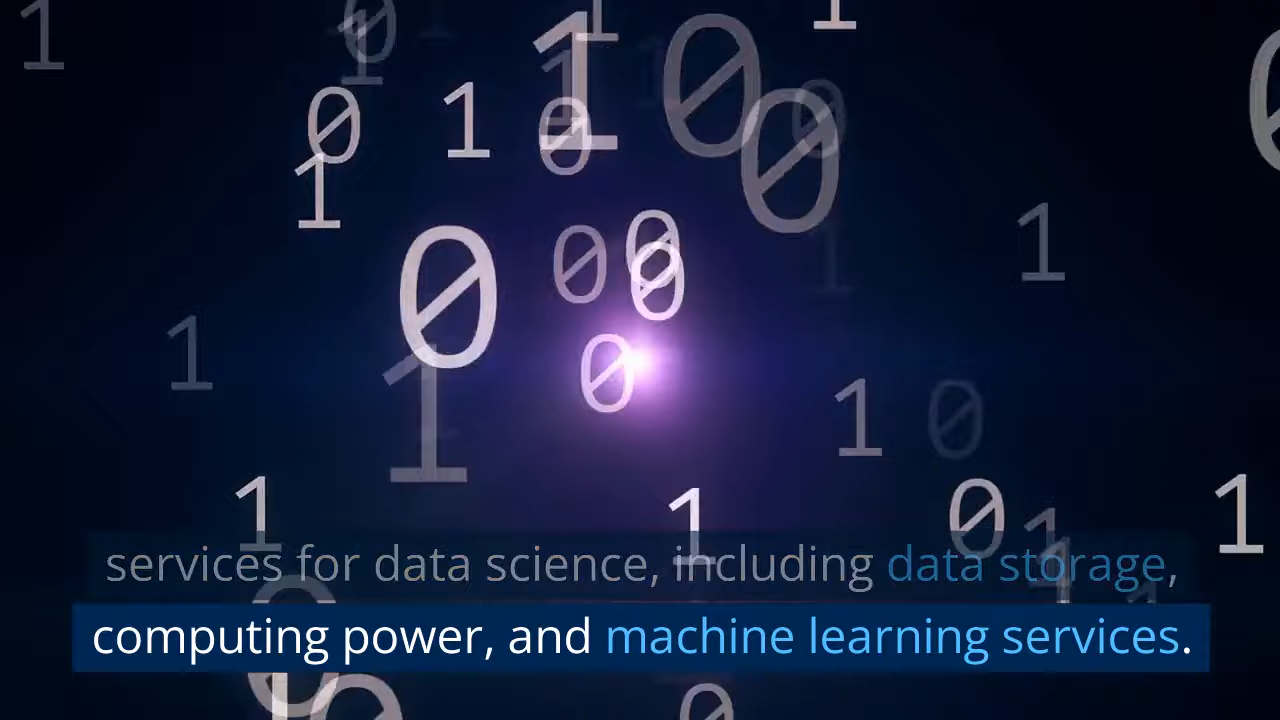 services for data science, including data storage,
computing power, and machine learning services.